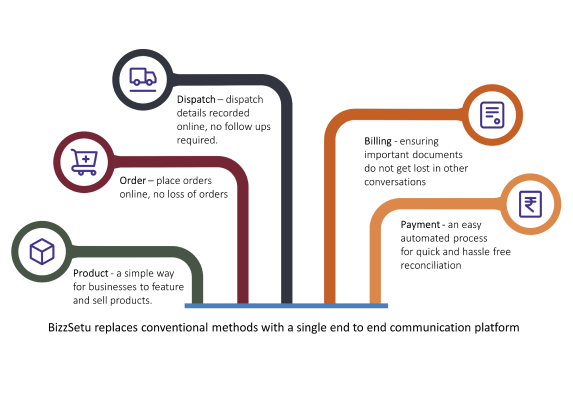 Dispatch – dispatch
details recorded
online, no follow ups
required.
Billing - ensuring
important documents
do not get lost in other
conversations
Order – place orders
online, no loss of orders
Payment - an easy
automated process
for quick and hassle free
reconciliation
Product - a simple way
for businesses to feature
and sell products.
BizzSetu replaces conventional methods with a single end to end communication platform